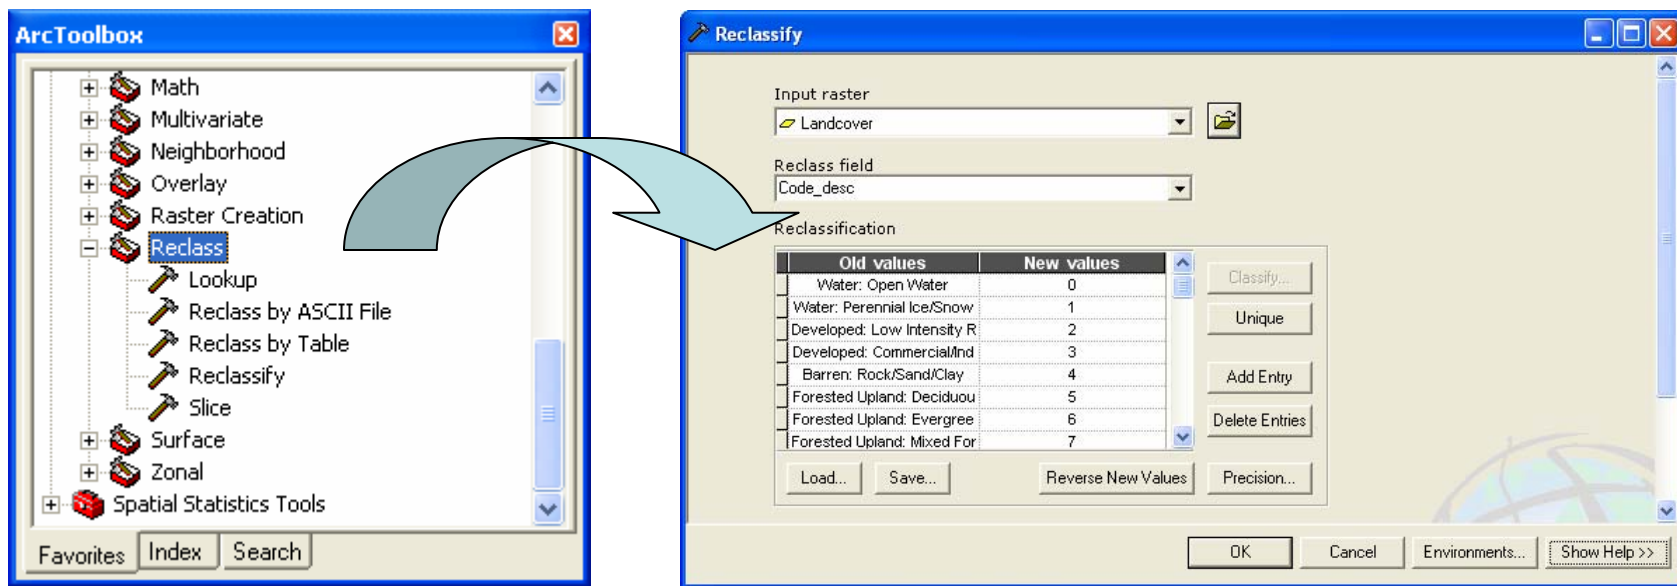 ArcToolbox
Math
Multivariate
Neighborhood
Overlay
Raster Creation
Reclass
Lookup
Reclass by ASCII File
Reclass by Table
Reclassify
Slice
Surface
Zonal
Spatial Statistics Tools
Favorites Index Search
Reclassify
Input raster
Landcover
Reclass field
Code_desc
Reclassification
Old values New values
Water: Open Water 0
Water: Perennial Ice/Snow 1
Developed: Low Intensity R 2
Developed: Commercial/Ind 3
Barren: Rock/Sand/Clay 4
Forested Upland: Deciduou 5
Forested Upland: Evergree 6
Forested Upland: Mixed For 7
Classify...
Unique
Add Entry
Delete Entries
Load... Save... Reverse New Values Precision...
OK Cancel Environments... Show Help >>